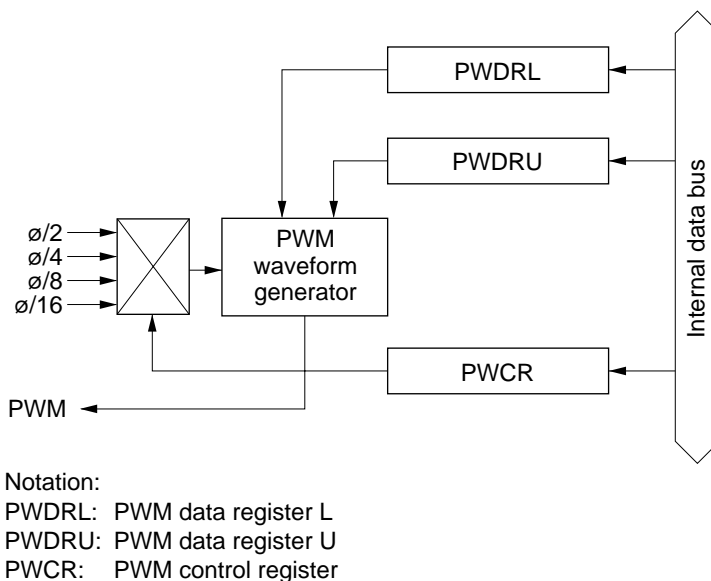 PWDRL
PWDRU
Internal data bus
ø/2
ø/4
ø/8
ø/16
PWM
waveform
generator
PWCR
PWM
Notation:
PWDRL: PWM data register L
PWDRU: PWM data register U
PWCR: PWM control register